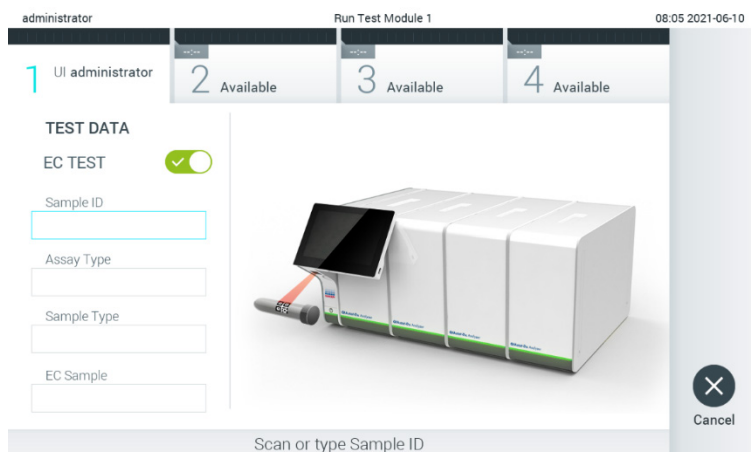 administrator Run Test Module 1 08:05 2021-06-10
--:-- --:-- --:--
1 UI administrator 2 Available 3 Available 4 Available
TEST DATA
EC TEST
Sample ID
Assay Type
Sample Type
EC Sample
Cancel
Scan or type Sample ID